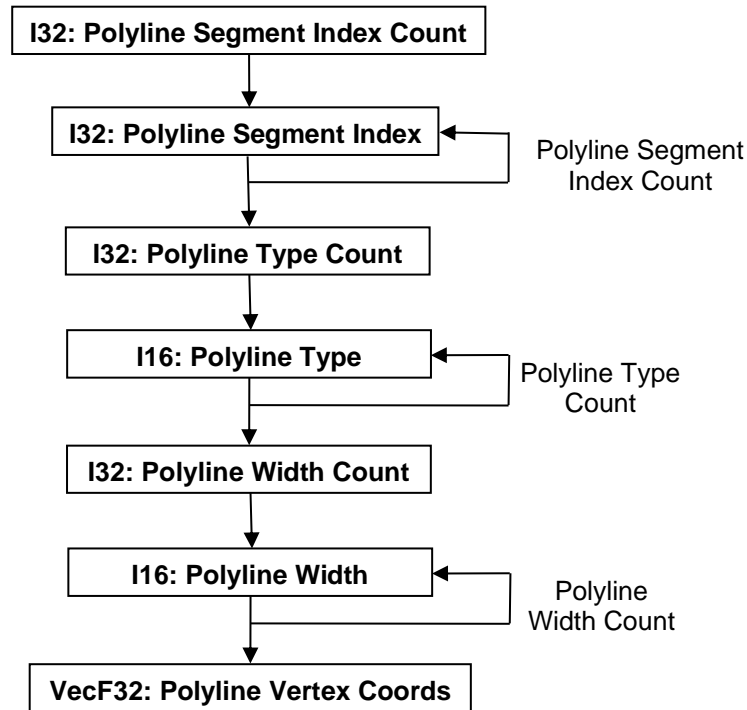 I32: Polyline Segment Index Count
I32: Polyline Segment Index
Polyline Segment
Index Count
I32: Polyline Type Count
I16: Polyline Type
Polyline Type
Count
I32: Polyline Width Count
I16: Polyline Width
Polyline
Width Count
VecF32: Polyline Vertex Coords